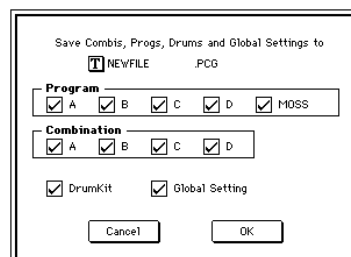 Save Combis, Progs, Drums and Global Settings to
T NEWFILE .PCG
Program
A B C D MOSS
Combination
A B C D
DrumKit Global Setting
Cancel OK